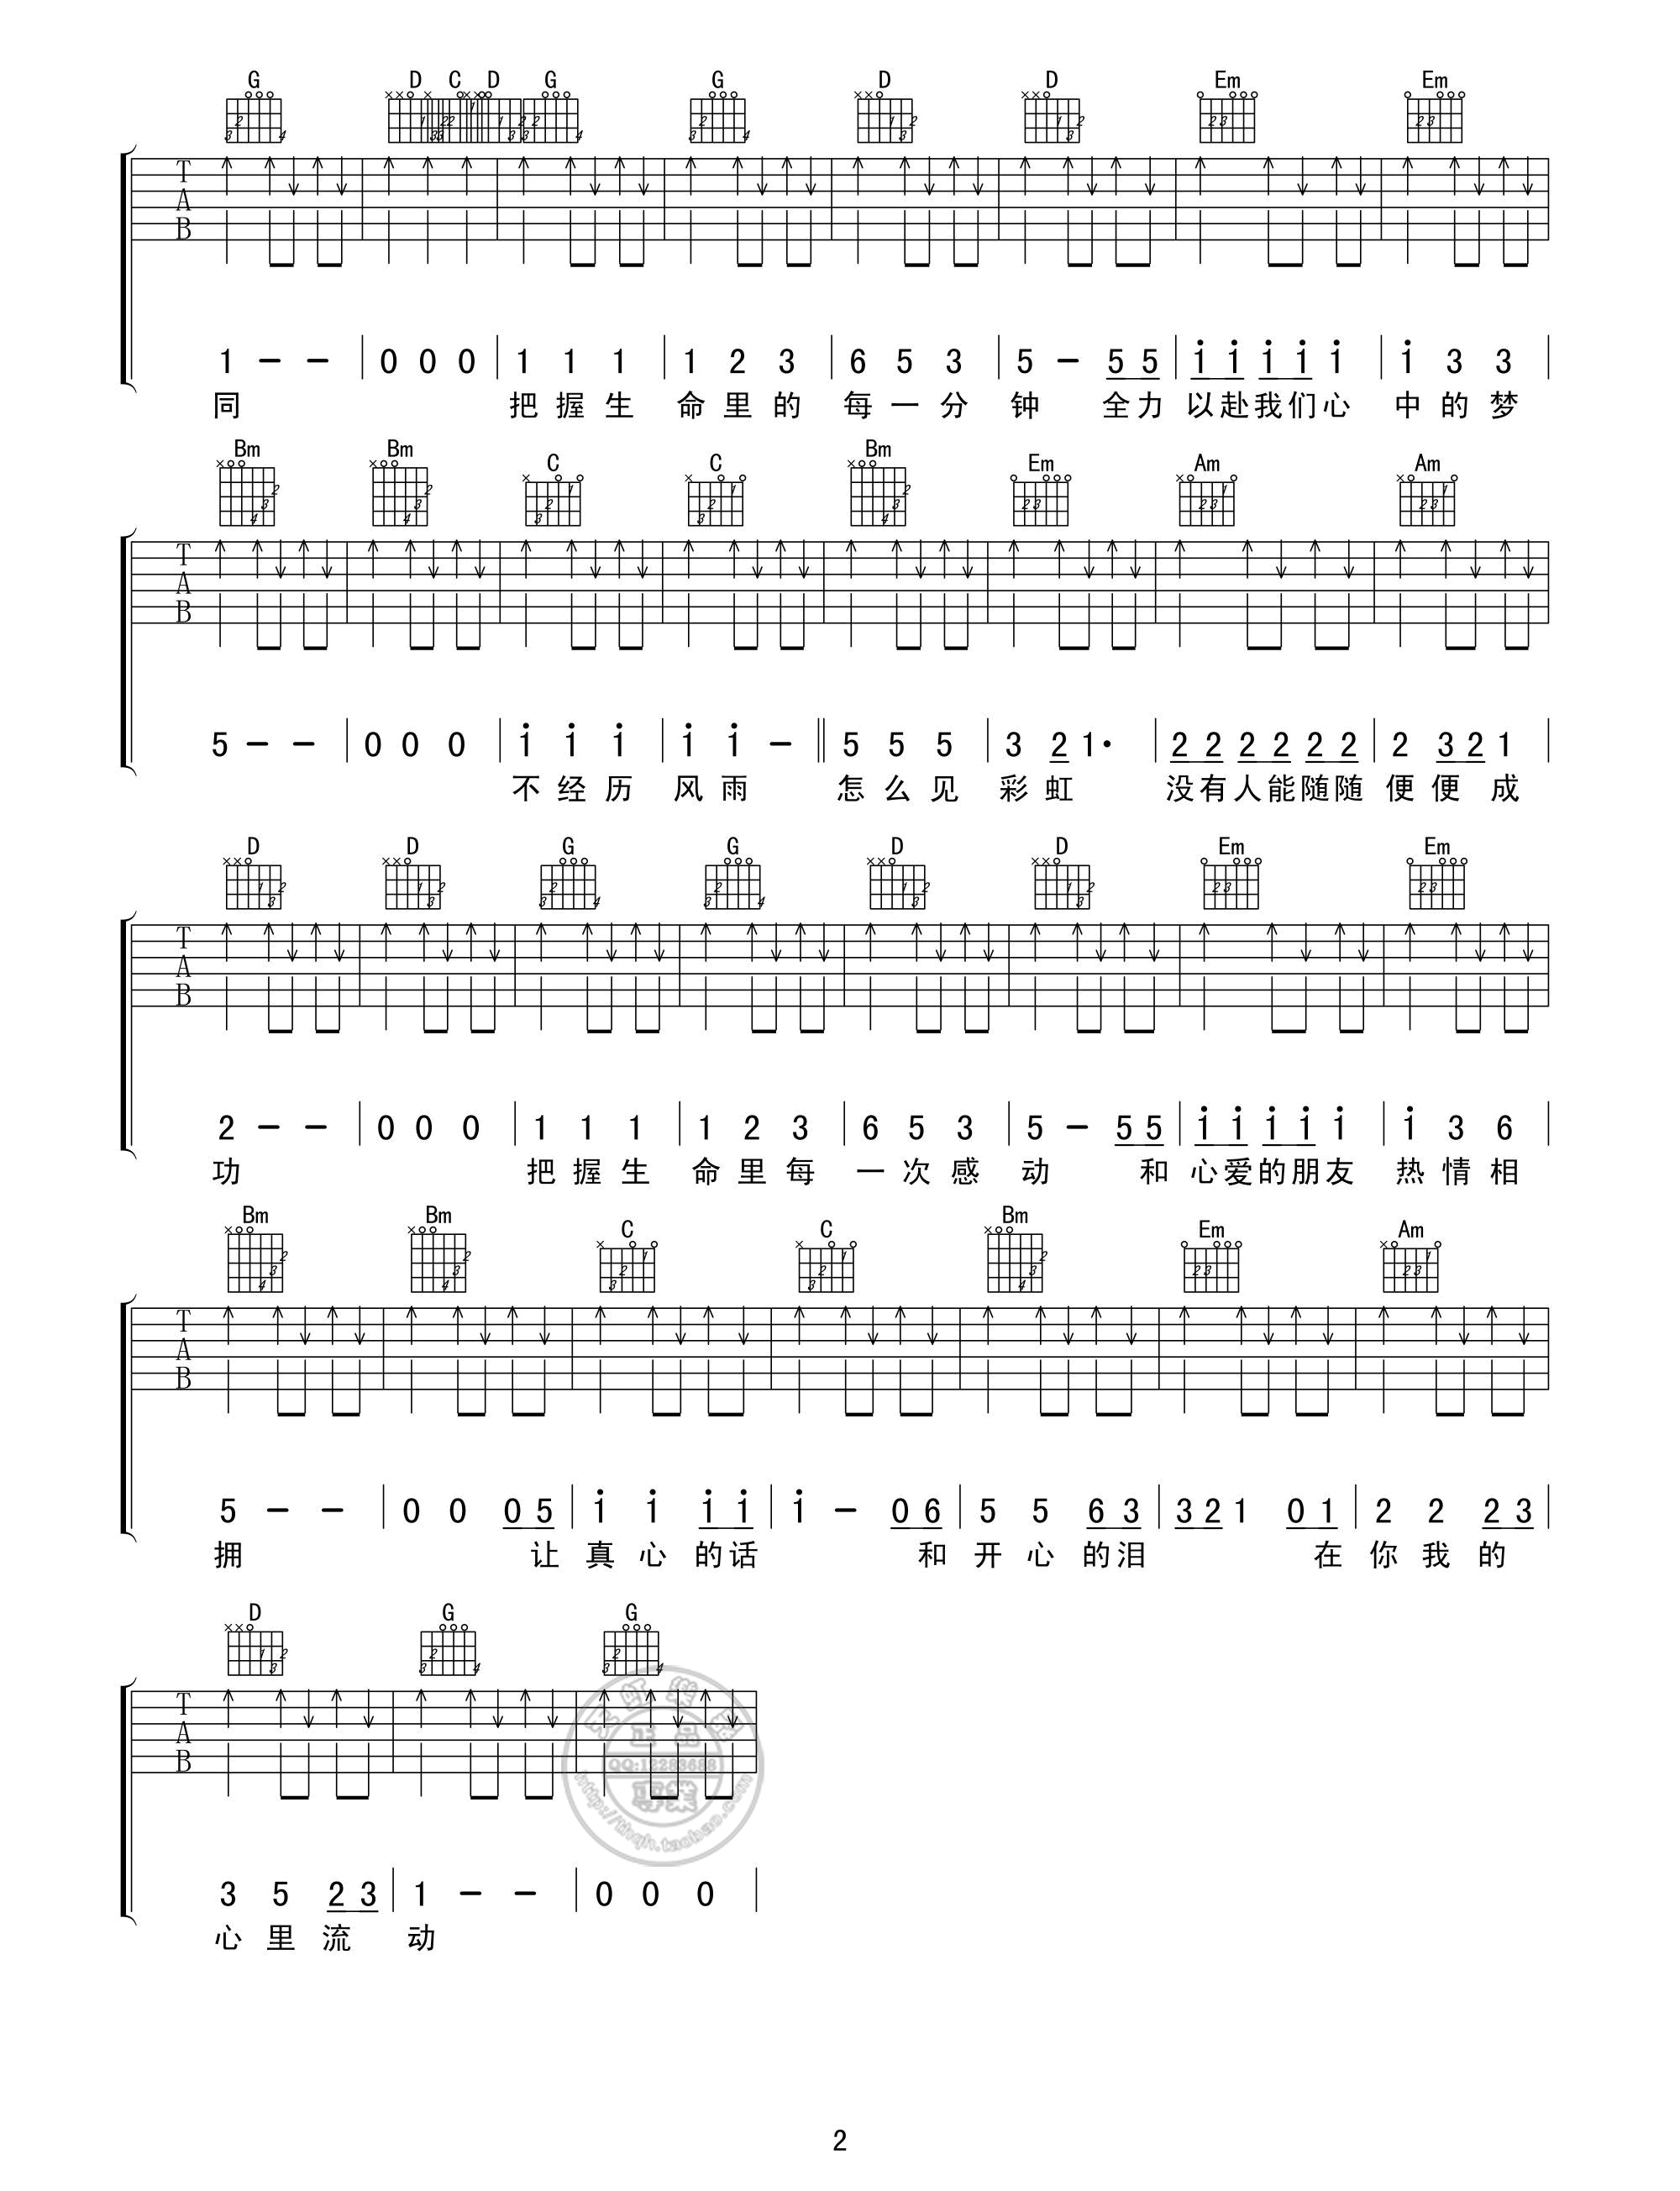 G D C D G G D D Em Em
T
A
B
1 - - | 0 0 0 | 1 1 1 | 1 2 3 | 6 5 3 | 5 - 5 5 | i i i i i | i 3 3 |
同 把握生 命里的 每一分 钟 全力 以赴我们心 中的梦
Bm Bm C C Bm Em Am Am
T
A
B
5 - - | 0 0 0 | i i i | i i - || 5 5 5 | 3 2 1· | 2 2 2 2 2 2 | 2 3 2 1 |
不经历 风雨 怎么见 彩虹 没有人能随随 便便成
D D G G D D Em Em
T
A
B
2 - - | 0 0 0 | 1 1 1 | 1 2 3 | 6 5 3 | 5 - 5 5 | i i i i i | i 3 6 |
功 把握生 命里每 一次感 动 和 心爱的朋友 热情相
Bm Bm C C Bm Em Am
T
A
B
5 - - | 0 0 0 5 | i i i i | i - 0 6 | 5 5 6 3 | 3 2 1 0 1 | 2 2 2 3 |
拥 让 真心的话 和 开心的泪 在 你我的
D G G
T
A
B
3 5 2 3 | 1 - - | 0 0 0 |
心里流 动
正品
QQ:12283688
http://thqh.taobao.com
2